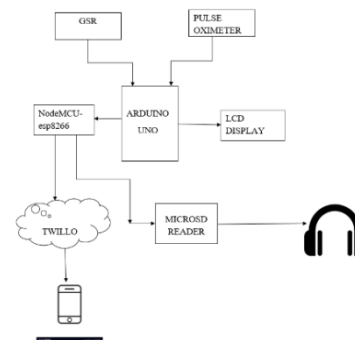 GSR
PULSE
OXIMETER
NodeMCU-
esp8266
ARDUINO
UNO
LCD
DISPLAY
TWILLO
MICROSD
READER